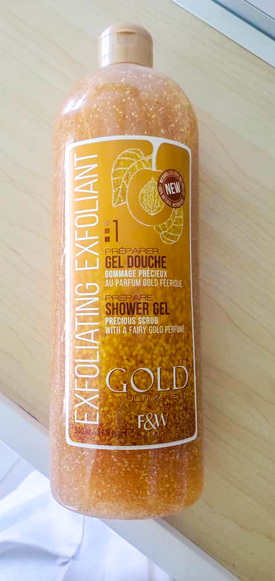 EXFOLIATING EXFOLIANT
NEW
1
PRÉPARER
GEL DOUCHE
GOMMAGE PRÉCIEUX
AU PARFUM GOLD FÉERIQUE
PREPARE
SHOWER GEL
PRECIOUS SCRUB
WITH A FAIRY GOLD PERFUME
GOLD
F&W